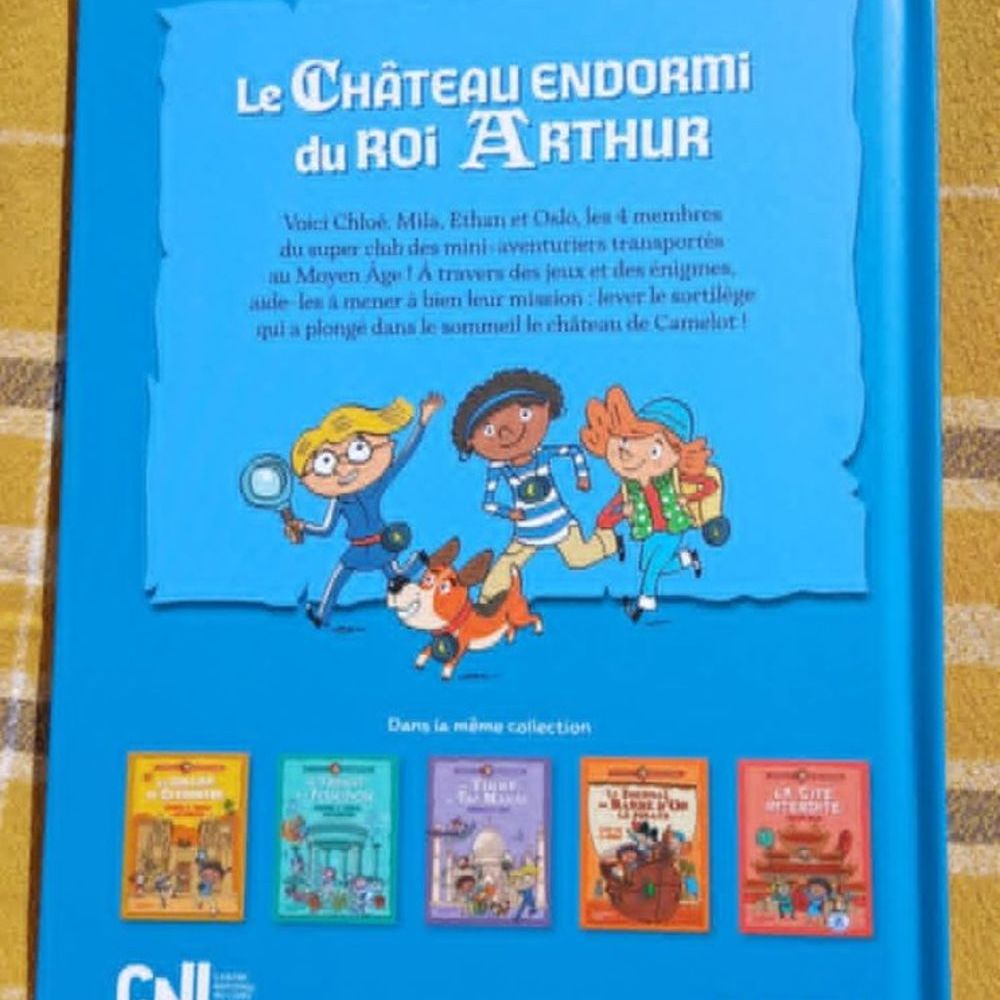 Le Château endormi
du roi Arthur
Voici Chloé, Mila, Ethan et Oslo, les 4 membres
du super club des mini-aventuriers transportés
au Moyen Âge ! À travers des jeux et des énigmes,
aide-les à mener à bien leur mission : lever le sortilège
qui a plongé dans le sommeil le château de Camelot !
Dans la même collection
Le Journal
de Barbe d'Or
le pirate
La Cité
interdite
CNL